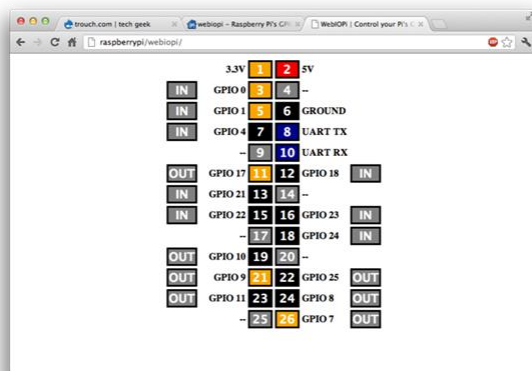 trouch.com | tech geek
webiopi - Raspberry Pi's GPI
WebIOPi | Control your Pi's C
raspberrypi/webiopi/
3.3V 1 2 5V
IN GPIO 0 3 4 --
IN GPIO 1 5 6 GROUND
IN GPIO 4 7 8 UART TX
-- 9 10 UART RX
OUT GPIO 17 11 12 GPIO 18 IN
IN GPIO 21 13 14 --
IN GPIO 22 15 16 GPIO 23 IN
-- 17 18 GPIO 24 IN
OUT GPIO 10 19 20 --
OUT GPIO 9 21 22 GPIO 25 OUT
OUT GPIO 11 23 24 GPIO 8 OUT
-- 25 26 GPIO 7 OUT